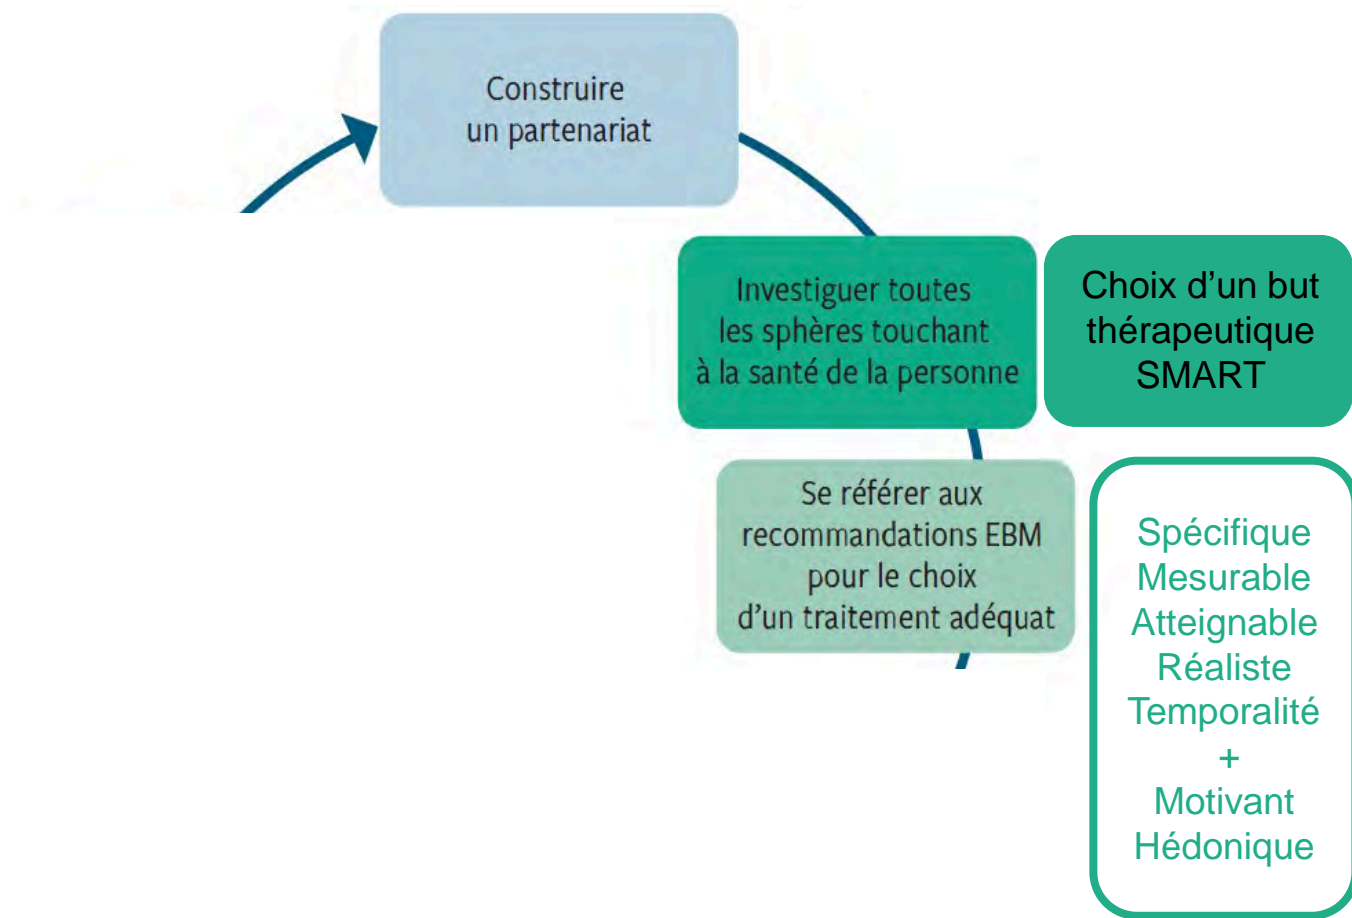 Construire
un partenariat
Investiguer toutes
les sphères touchant
à la santé de la personne
Choix d'un but
thérapeutique
SMART
Se référer aux
recommandations EBM
pour le choix
d'un traitement adéquat
Spécifique
Mesurable
Atteignable
Réaliste
Temporalité
+
Motivant
Hédonique